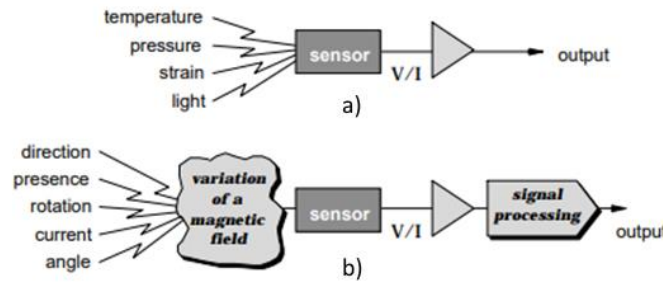 temperature
pressure
strain
light
sensor
V/I
output
a)
direction
presence
rotation
current
angle
variation
of a
magnetic
field
sensor
V/I
signal
processing
output
b)